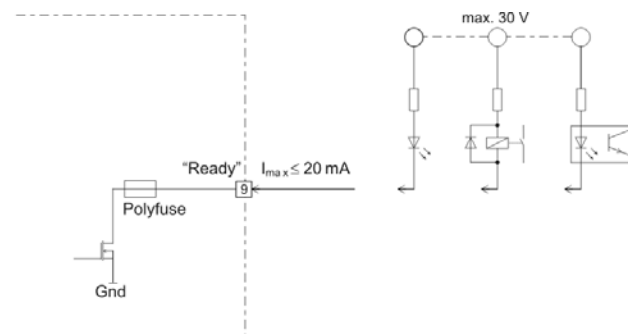 max. 30 V
"Ready"
Imax ≤ 20 mA
9
Polyfuse
Gnd